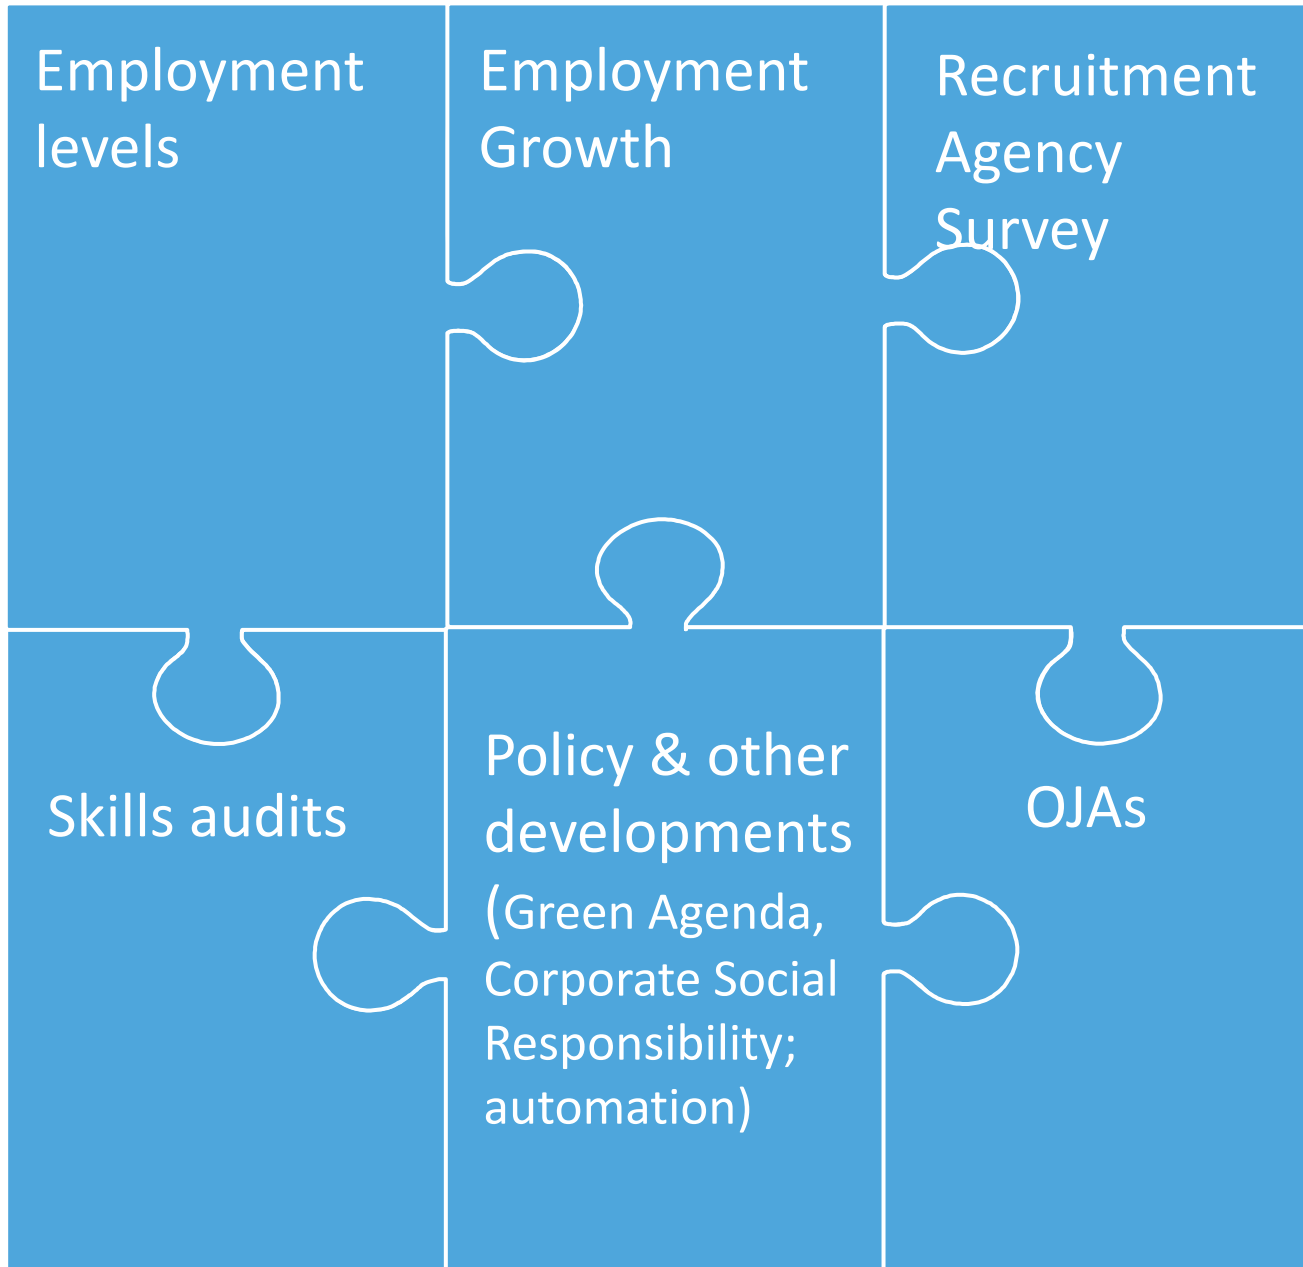 Employment
levels
Employment
Growth
Recruitment
Agency
Survey
Skills audits
Policy & other
developments
(Green Agenda,
Corporate Social
Responsibility;
automation)
OJAs